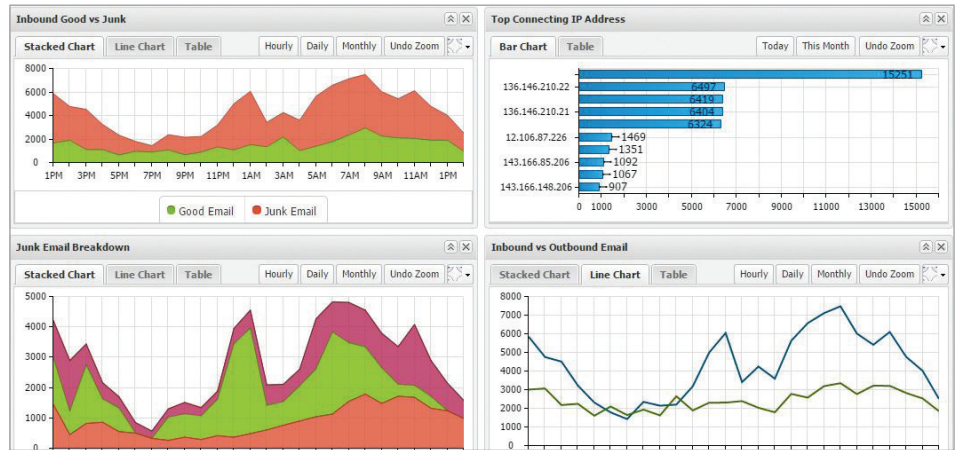 Inbound Good vs Junk
Stacked Chart Line Chart Table Hourly Daily Monthly Undo Zoom
8000
6000
4000
2000
0
1PM 3PM 5PM 7PM 9PM 11PM 1AM 3AM 5AM 7AM 9AM 11AM 1PM
Good Email Junk Email
Top Connecting IP Address
Bar Chart Table Today This Month Undo Zoom
15251
136.146.210.22 6497
6419
136.146.210.21 6404
6324
12.106.87.226 1469
1351
143.166.85.206 1092
1067
143.166.148.206 907
0 1000 3000 5000 7000 9000 11000 13000 15000
Junk Email Breakdown
Stacked Chart Line Chart Table Hourly Daily Monthly Undo Zoom
5000
4000
3000
2000
1000
0
Inbound vs Outbound Email
Stacked Chart Line Chart Table Hourly Daily Monthly Undo Zoom
8000
7000
6000
5000
4000
3000
2000
1000
0